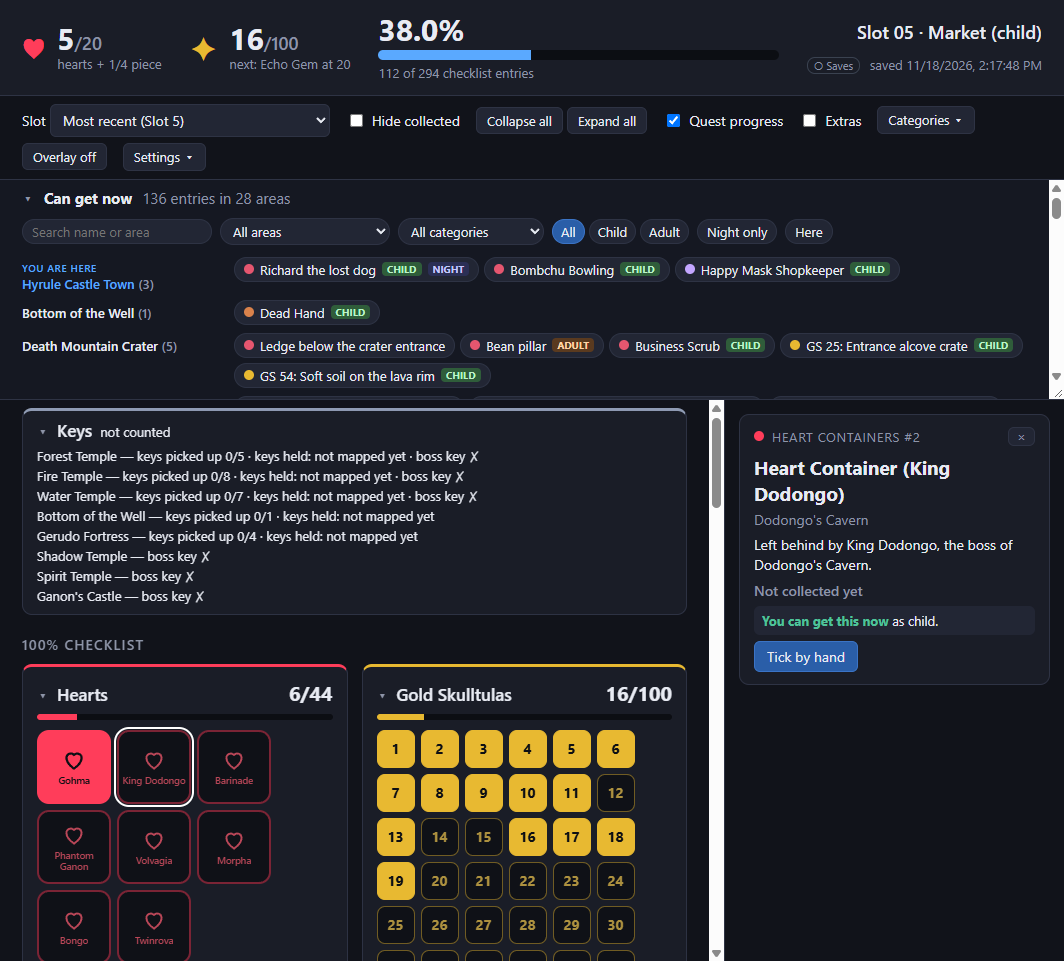 5/20
hearts + 1/4 piece
16/100
next: Echo Gem at 20
38.0%
112 of 294 checklist entries
Slot 05 · Market (child)
Saves saved 11/18/2026, 2:17:48 PM
Slot Most recent (Slot 5) Hide collected Collapse all Expand all Quest progress Extras Categories
Overlay off Settings
Can get now 136 entries in 28 areas
Search name or area All areas All categories All Child Adult Night only Here
YOU ARE HERE
Hyrule Castle Town (3) Richard the lost dog CHILD NIGHT Bombchu Bowling CHILD Happy Mask Shopkeeper CHILD
Bottom of the Well (1) Dead Hand CHILD
Death Mountain Crater (5) Ledge below the crater entrance Bean pillar ADULT Business Scrub CHILD GS 25: Entrance alcove crate CHILD
GS 54: Soft soil on the lava rim CHILD
Keys not counted
Forest Temple — keys picked up 0/5 · keys held: not mapped yet · boss key ✗
Fire Temple — keys picked up 0/8 · keys held: not mapped yet · boss key ✗
Water Temple — keys picked up 0/7 · keys held: not mapped yet · boss key ✗
Bottom of the Well — keys picked up 0/1 · keys held: not mapped yet
Gerudo Fortress — keys picked up 0/4 · keys held: not mapped yet
Shadow Temple — boss key ✗
Spirit Temple — boss key ✗
Ganon's Castle — boss key ✗
100% CHECKLIST
Hearts 6/44
Gohma King Dodongo Barinade
Phantom Ganon Volvagia Morpha
Bongo Twinrova
Gold Skulltulas 16/100
1 2 3 4 5 6
7 8 9 10 11 12
13 14 15 16 17 18
19 20 21 22 23 24
25 26 27 28 29 30
HEART CONTAINERS #2 ×
Heart Container (King
Dodongo)
Dodongo's Cavern
Left behind by King Dodongo, the boss of
Dodongo's Cavern.
Not collected yet
You can get this now as child.
Tick by hand